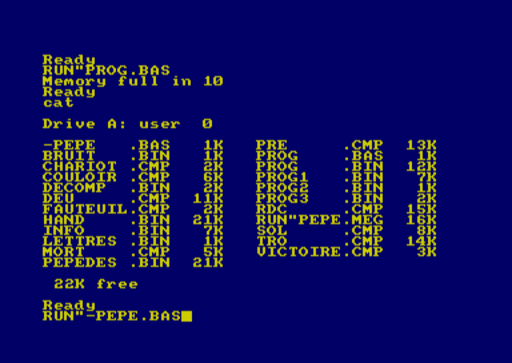 Ready
RUN"PROG.BAS
Memory full in 10
Ready
cat
Drive A: user  0
-PEPE   .BAS   1K    PRE     .CMP  13K
BRUIT   .BIN   1K    PROG    .BAS   1K
CHARIOT .CMP   2K    PROG    .BIN  12K
COULOIR .CMP   6K    PROG1   .BIN   7K
DECOMP  .BIN   2K    PROG2   .BIN   1K
DEU     .CMP  11K    PROG3   .BIN   2K
FAUTEUIL.CMP   2K    RDC     .CMP  15K
HAND    .BIN  21K    RUN"PEPE.MEG  16K
INFO    .BIN   7K    SOL     .CMP   8K
LETTRES .BIN   1K    TRO     .CMP  14K
MORT    .CMP   5K    VICTOIRE.CMP   3K
PEPEDES .BIN  21K
22K free
Ready
RUN"-PEPE.BAS